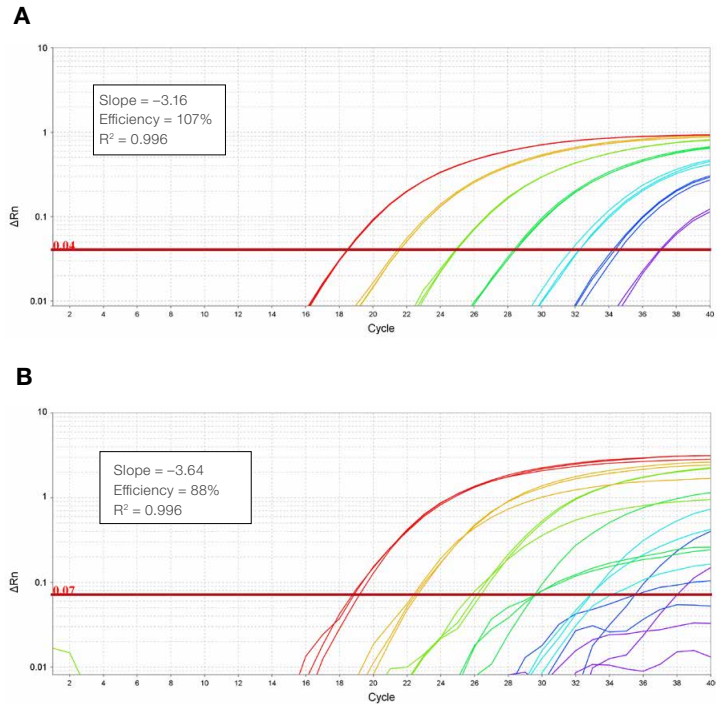 A
10
Slope = −3.16
Efficiency = 107%
R² = 0.996
1
ΔRn
0.1
0.04
0.01
2 4 6 8 10 12 14 16 18 20 22 24 26 28 30 32 34 36 38 40
Cycle
B
10
Slope = −3.64
Efficiency = 88%
R² = 0.996
1
ΔRn
0.1
0.07
0.01
2 4 6 8 10 12 14 16 18 20 22 24 26 28 30 32 34 36 38 40
Cycle